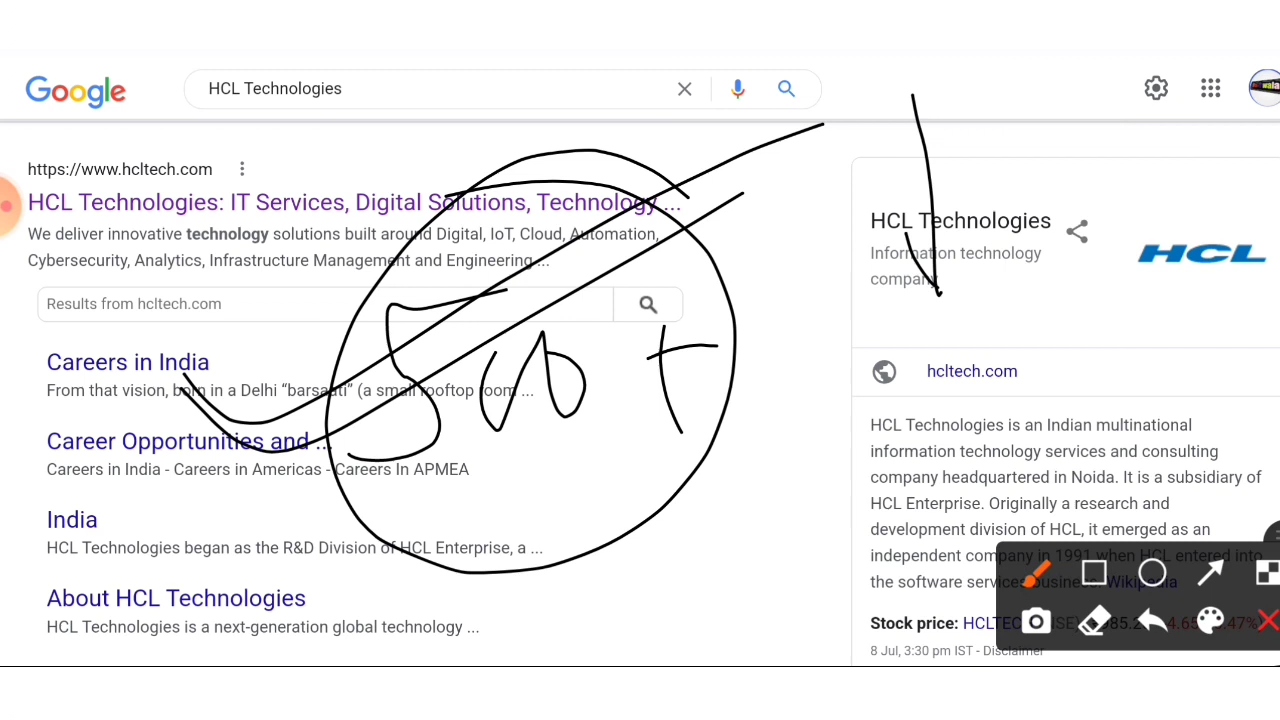 Google
HCL Technologies
https://www.hcltech.com
HCL Technologies: IT Services, Digital Solutions, Technology ...
We deliver innovative technology solutions built around Digital, IoT, Cloud, Automation,
Cybersecurity, Analytics, Infrastructure Management and Engineering ...
Results from hcltech.com
Careers in India
From that vision, born in a Delhi “barsaati” (a small rooftop room ...
Career Opportunities and ...
Careers in India - Careers in Americas - Careers In APMEA
India
HCL Technologies began as the R&D Division of HCL Enterprise, a ...
About HCL Technologies
HCL Technologies is a next-generation global technology ...
HCL Technologies
Information technology
company
HCL
hcltech.com
HCL Technologies is an Indian multinational
information technology services and consulting
company headquartered in Noida. It is a subsidiary of
HCL Enterprise. Originally a research and
development division of HCL, it emerged as an
independent company in 1991 when HCL entered into
the software services business. Wikipedia
Stock price:
8 Jul, 3:30 pm IST - Disclaimer